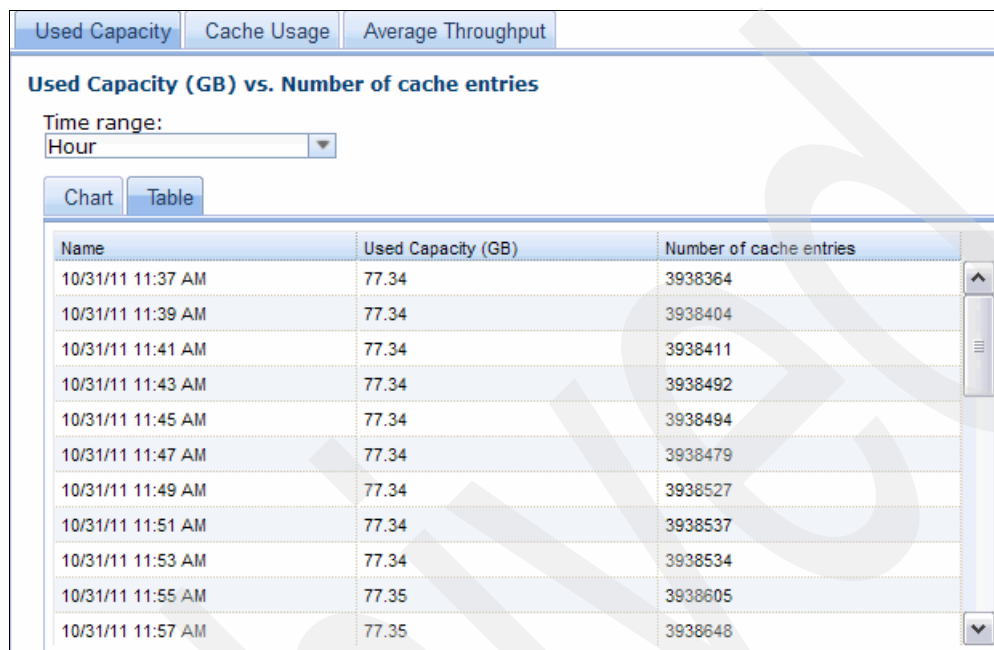 Used Capacity Cache Usage Average Throughput
Used Capacity (GB) vs. Number of cache entries
Time range:
Hour
Chart Table
Name Used Capacity (GB) Number of cache entries
10/31/11 11:37 AM 77.34 3938364
10/31/11 11:39 AM 77.34 3938404
10/31/11 11:41 AM 77.34 3938411
10/31/11 11:43 AM 77.34 3938492
10/31/11 11:45 AM 77.34 3938494
10/31/11 11:47 AM 77.34 3938479
10/31/11 11:49 AM 77.34 3938527
10/31/11 11:51 AM 77.34 3938537
10/31/11 11:53 AM 77.34 3938534
10/31/11 11:55 AM 77.35 3938605
10/31/11 11:57 AM 77.35 3938648